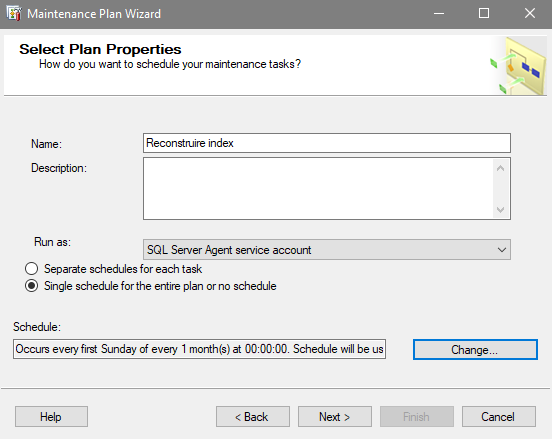 Maintenance Plan Wizard
Select Plan Properties
How do you want to schedule your maintenance tasks?
Name:
Reconstruire index
Description:
Run as:
SQL Server Agent service account
Separate schedules for each task
Single schedule for the entire plan or no schedule
Schedule:
Occurs every first Sunday of every 1 month(s) at 00:00:00. Schedule will be us
Change...
Help
< Back
Next >
Finish
Cancel